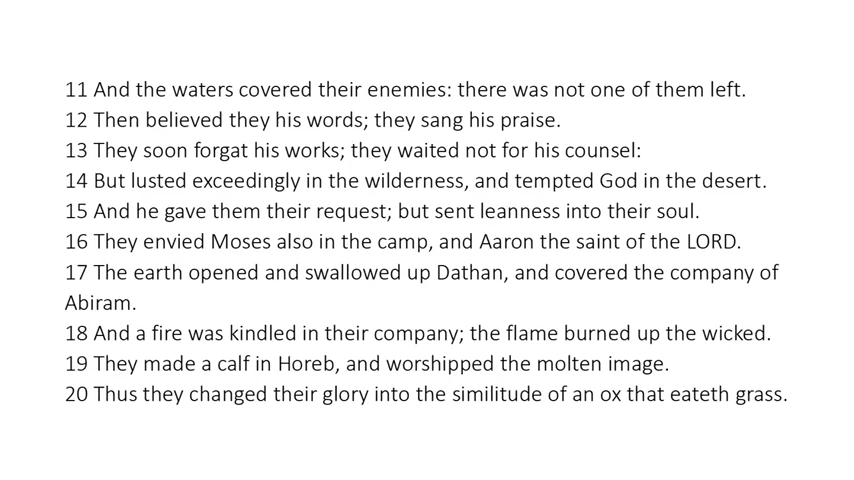 11 And the waters covered their enemies: there was not one of them left.
12 Then believed they his words; they sang his praise.
13 They soon forgat his works; they waited not for his counsel:
14 But lusted exceedingly in the wilderness, and tempted God in the desert.
15 And he gave them their request; but sent leanness into their soul.
16 They envied Moses also in the camp, and Aaron the saint of the LORD.
17 The earth opened and swallowed up Dathan, and covered the company of
Abiram.
18 And a fire was kindled in their company; the flame burned up the wicked.
19 They made a calf in Horeb, and worshipped the molten image.
20 Thus they changed their glory into the similitude of an ox that eateth grass.